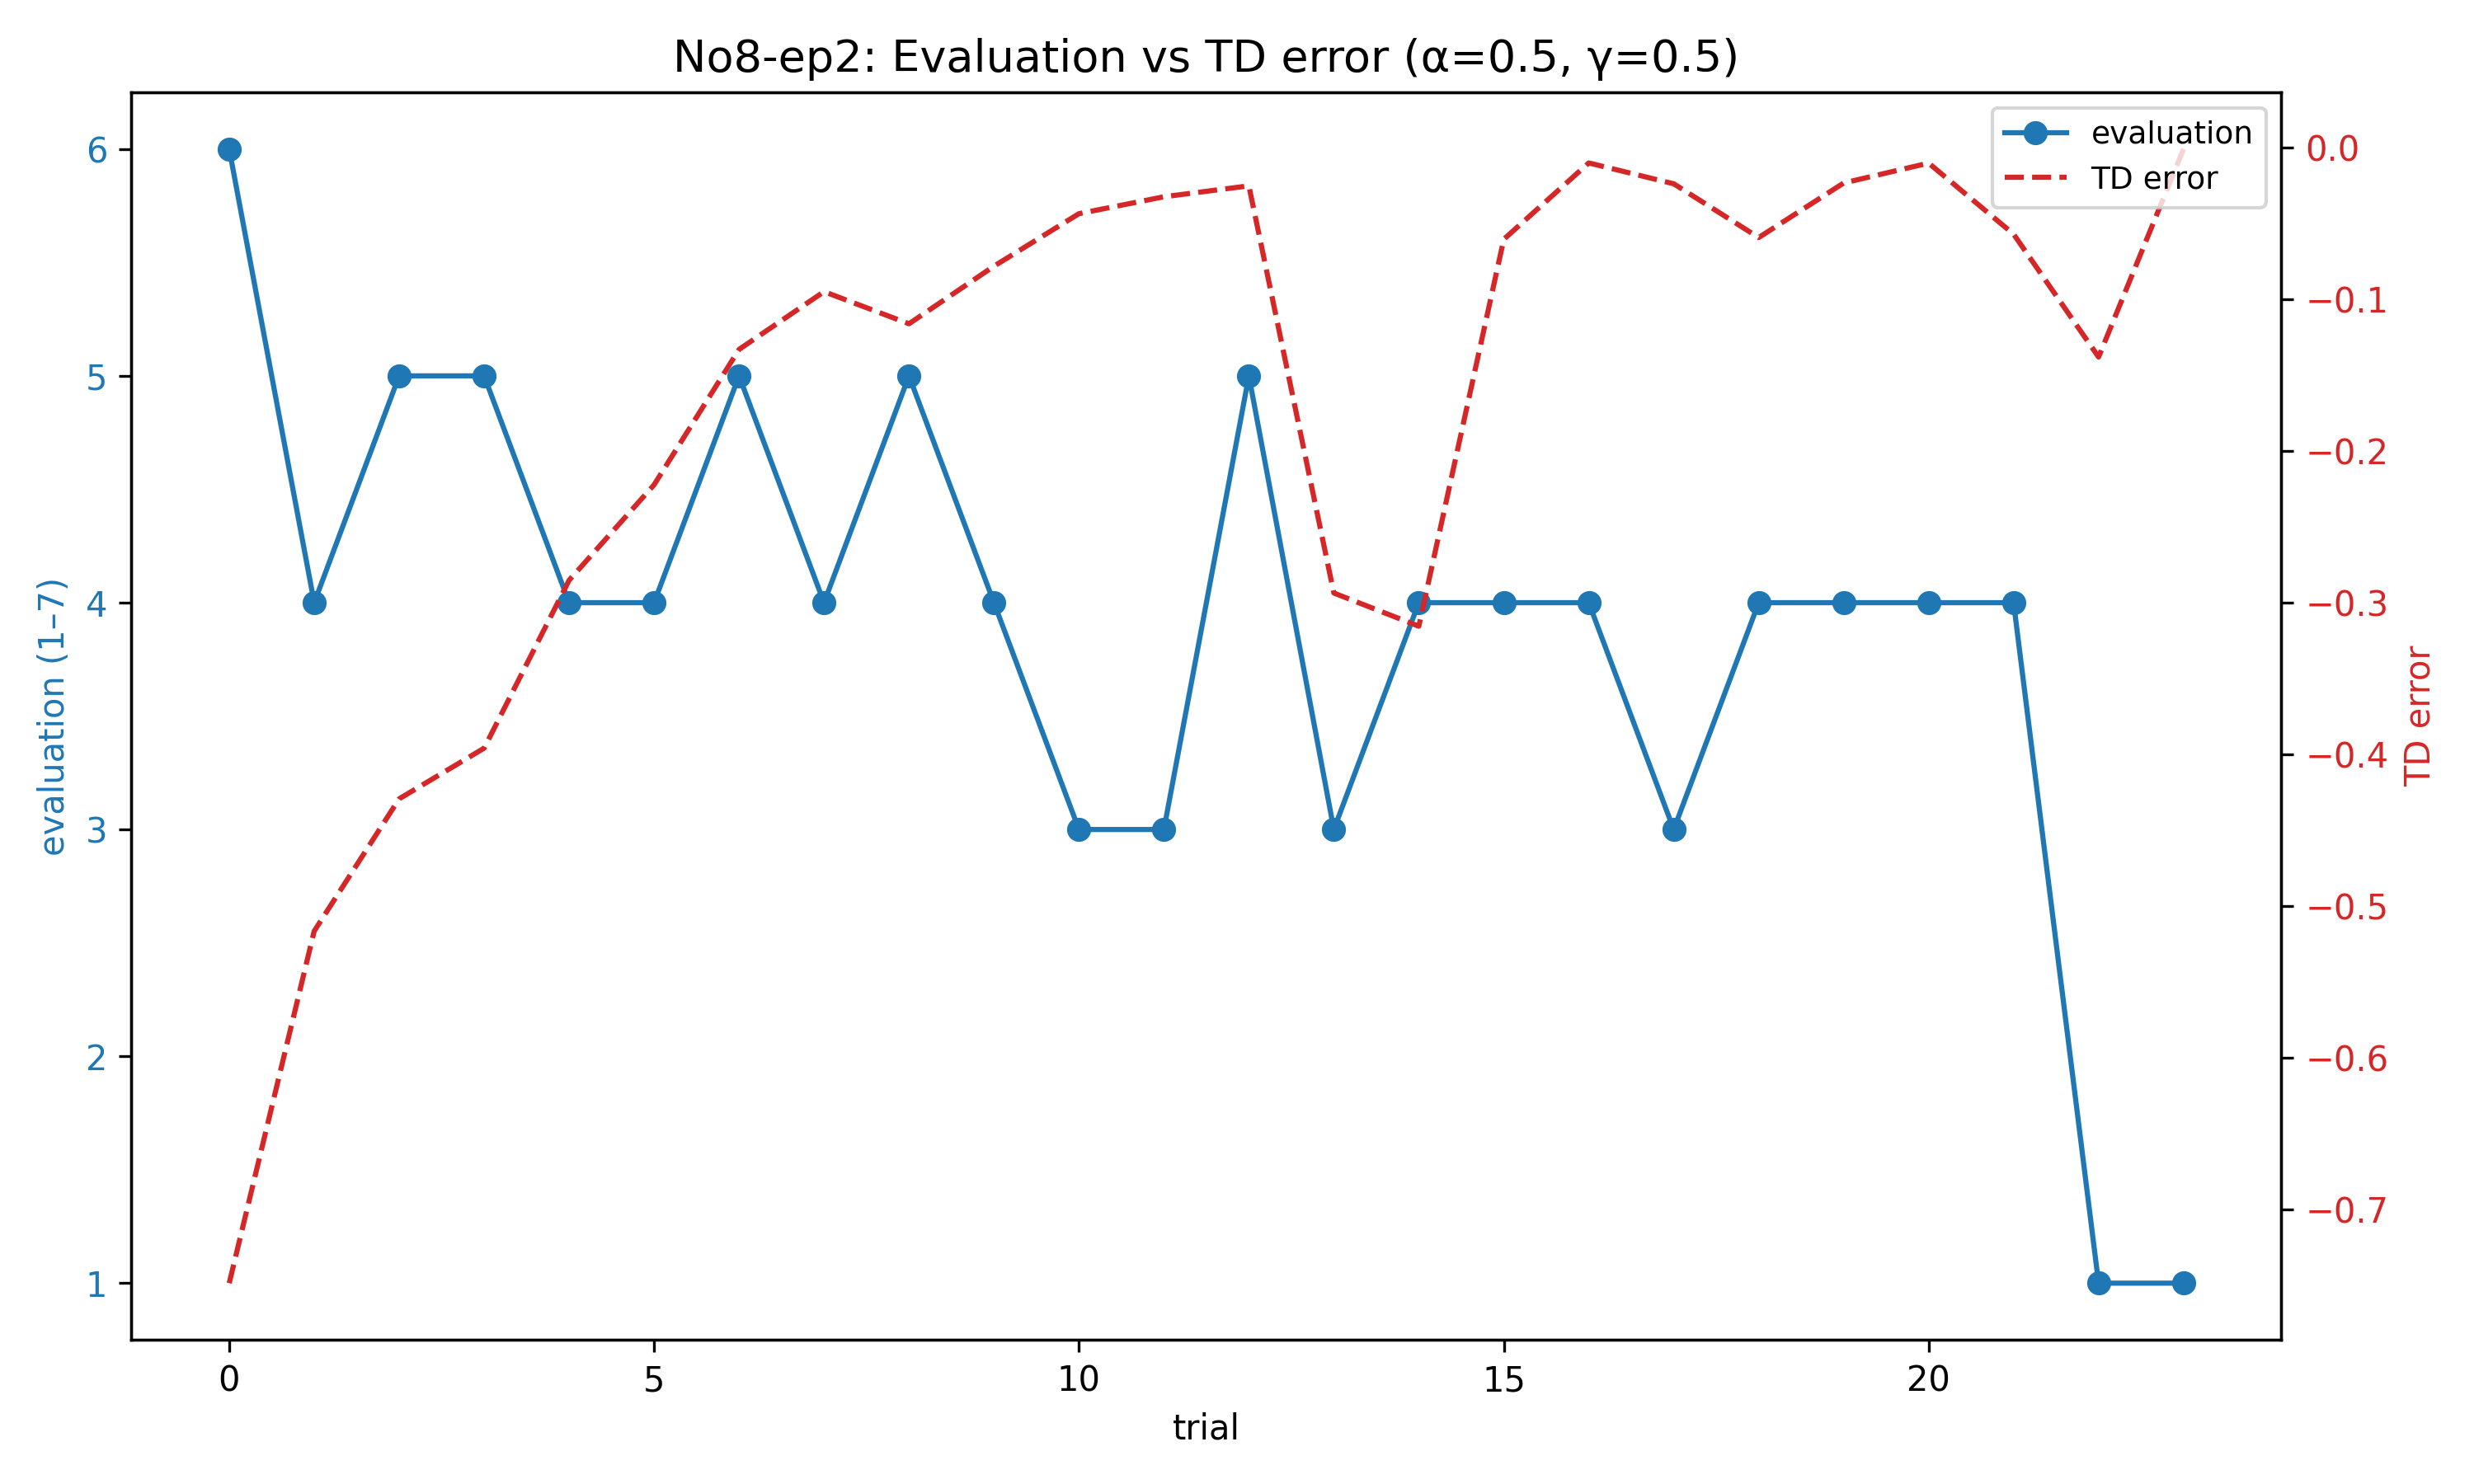 No8-ep2: Evaluation vs TD error (α=0.5, γ=0.5)
evaluation
TD error
6
5
4
3
2
1
evaluation (1–7)
0.0
−0.1
−0.2
−0.3
−0.4
−0.5
−0.6
−0.7
TD error
0 5 10 15 20
trial